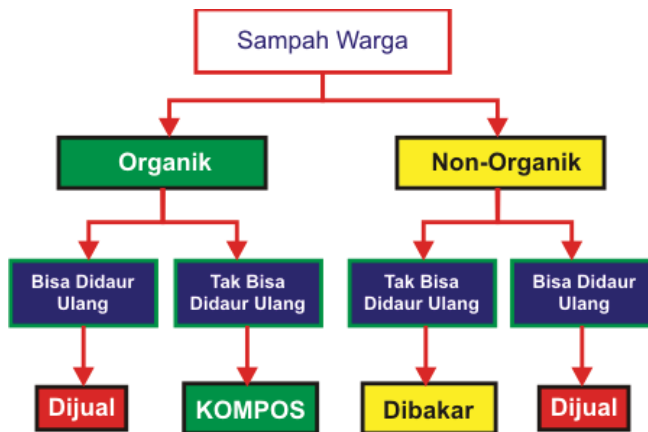 Sampah Warga
Organik
Non-Organik
Bisa Didaur
Ulang
Tak Bisa
Didaur Ulang
Tak Bisa
Didaur Ulang
Bisa Didaur
Ulang
Dijual
KOMPOS
Dibakar
Dijual